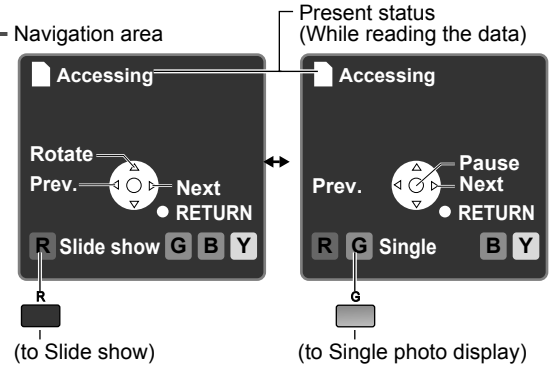 Present status
(While reading the data)
Navigation area
Accessing
Rotate
Prev.
Next
RETURN
R Slide show G B Y
R
(to Slide show)
Accessing
Pause
Prev.
Next
RETURN
R G Single B Y
G
(to Single photo display)